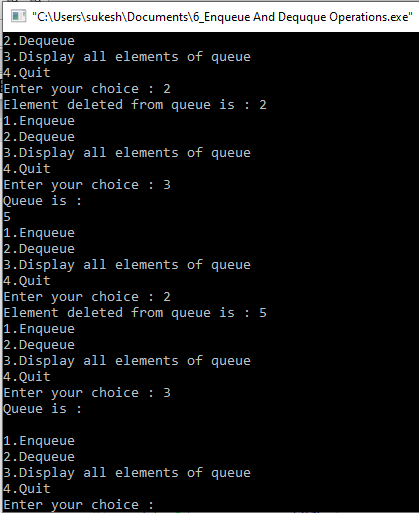 "C:\Users\sukesh\Documents\6_Enqueue And Dequque Operations.exe"
2.Dequeue
3.Display all elements of queue
4.Quit
Enter your choice : 2
Element deleted from queue is : 2
1.Enqueue
2.Dequeue
3.Display all elements of queue
4.Quit
Enter your choice : 3
Queue is :
5
1.Enqueue
2.Dequeue
3.Display all elements of queue
4.Quit
Enter your choice : 2
Element deleted from queue is : 5
1.Enqueue
2.Dequeue
3.Display all elements of queue
4.Quit
Enter your choice : 3
Queue is :
1.Enqueue
2.Dequeue
3.Display all elements of queue
4.Quit
Enter your choice :